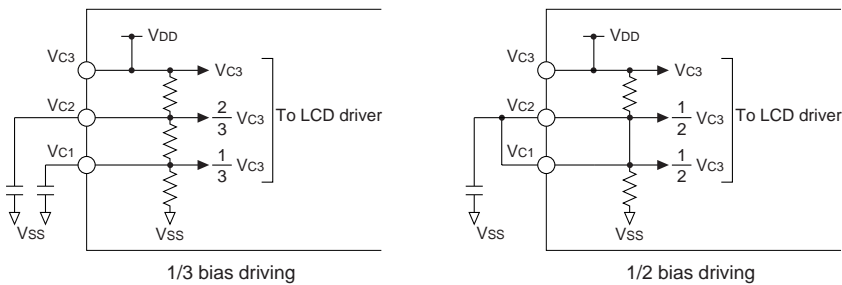 VDD
VC3
VC3
VC2
2/3 VC3
To LCD driver
VC1
1/3 VC3
VSS
VSS
1/3 bias driving
VDD
VC3
VC3
VC2
1/2 VC3
To LCD driver
VC1
1/2 VC3
VSS
VSS
1/2 bias driving